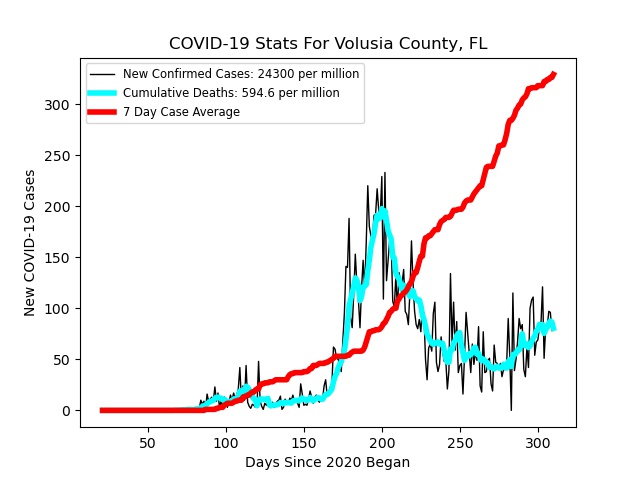 COVID-19 Stats For Volusia County, FL
New Confirmed Cases: 24300 per million
Cumulative Deaths: 594.6 per million
7 Day Case Average
New COVID-19 Cases
300
250
200
150
100
50
0
50 100 150 200 250 300
Days Since 2020 Began